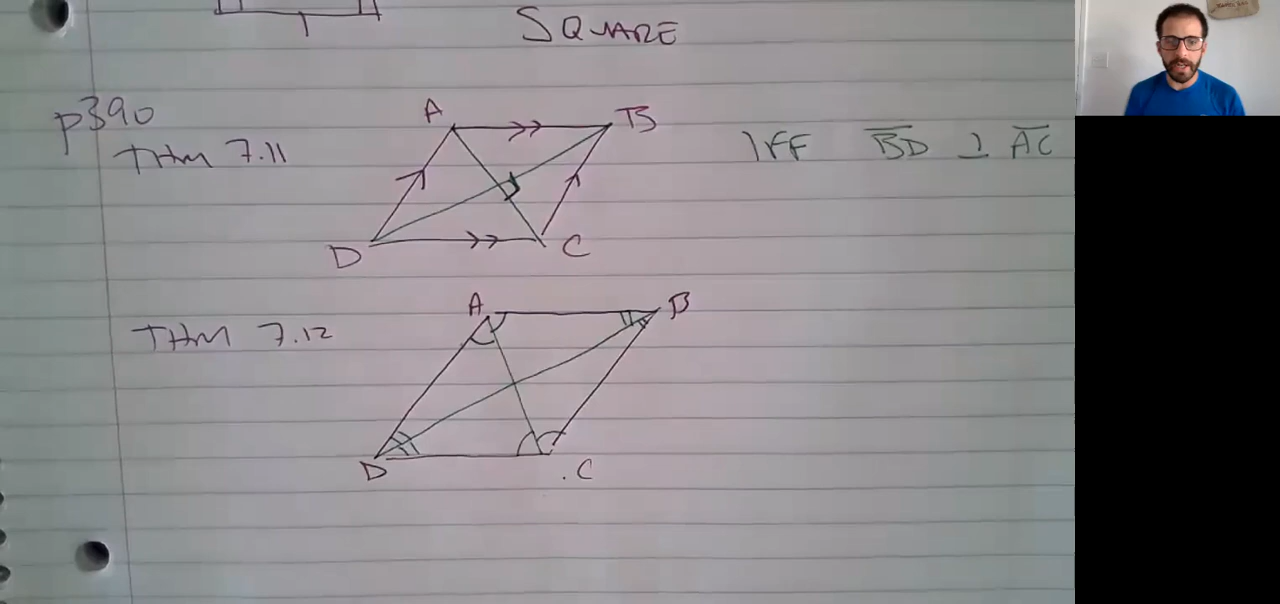 SQUARE
p390
THM 7.11
A
B
IFF BD ⊥ AC
D
C
THM 7.12
A
B
D
.C